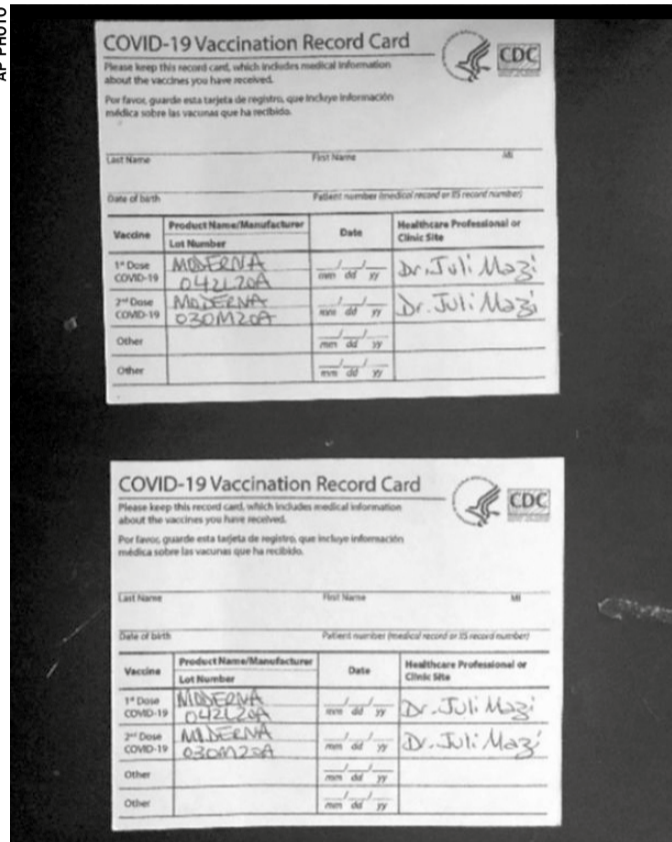 AP PHOTO
COVID-19 Vaccination Record Card
CDC
Please keep this record card, which includes medical information
about the vaccines you have received.
Por favor, guarde esta tarjeta de registro, que incluye información
médica sobre las vacunas que ha recibido.
Last Name First Name MI
Date of birth Patient number (medical record or IIS record number)
Vaccine Product Name/Manufacturer Date Healthcare Professional or
Lot Number Clinic Site
1st Dose MODERNA Dr. Juli Mazi
COVID-19 042L20A mm dd yy
2nd Dose MODERNA Dr. Juli Mazi
COVID-19 030M20A mm dd yy
Other
mm dd yy
Other
mm dd yy
COVID-19 Vaccination Record Card
CDC
Please keep this record card, which includes medical information
about the vaccines you have received.
Por favor, guarde esta tarjeta de registro, que incluye información
médica sobre las vacunas que ha recibido.
Last Name First Name MI
Date of birth Patient number (medical record or IIS record number)
Vaccine Product Name/Manufacturer Date Healthcare Professional or
Lot Number Clinic Site
1st Dose MODERNA Dr. Juli Mazi
COVID-19 042L20A mm dd yy
2nd Dose MODERNA Dr. Juli Mazi
COVID-19 030M20A mm dd yy
Other
mm dd yy
Other
mm dd yy